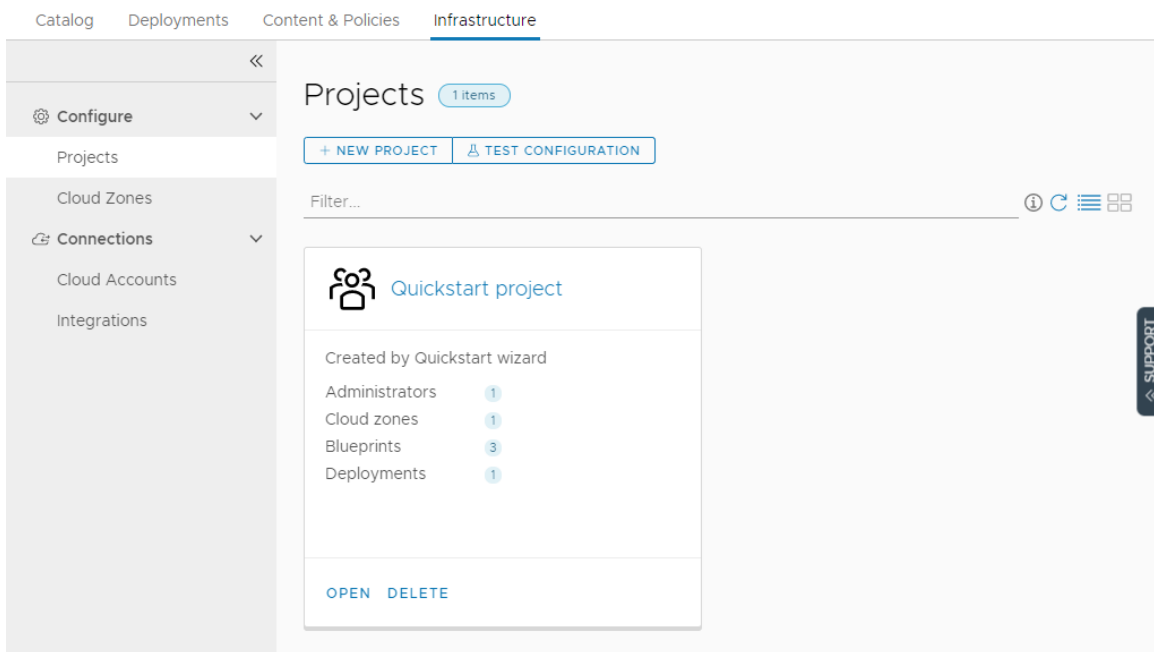 Catalog Deployments Content & Policies Infrastructure
Configure
Projects
Cloud Zones
Connections
Cloud Accounts
Integrations
Projects 1 items
+ NEW PROJECT TEST CONFIGURATION
Filter...
Quickstart project
Created by Quickstart wizard
Administrators 1
Cloud zones 1
Blueprints 3
Deployments 1
OPEN DELETE
SUPPORT